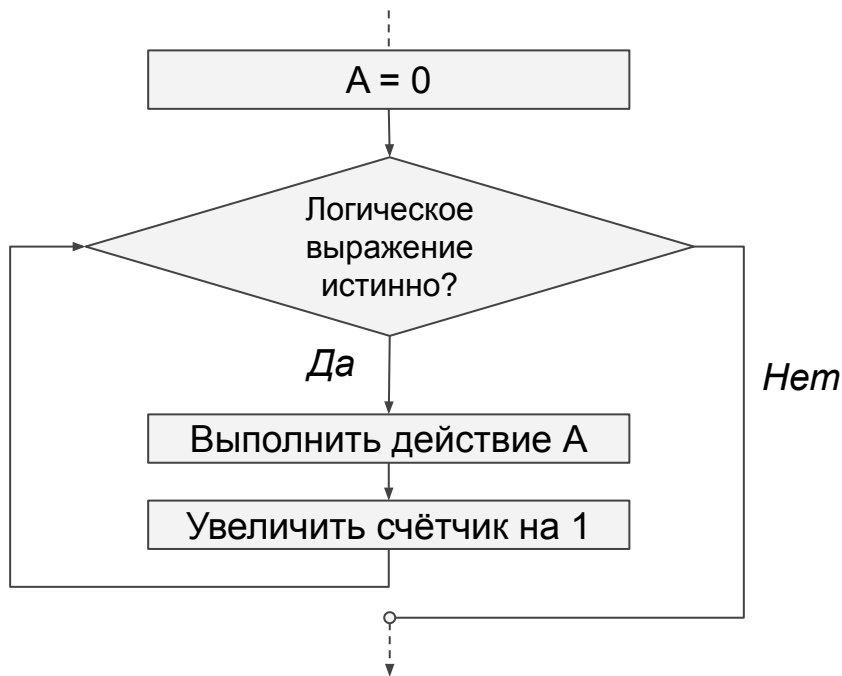 A = 0
Логическое
выражение
истинно?
Да
Нет
Выполнить действие А
Увеличить счётчик на 1